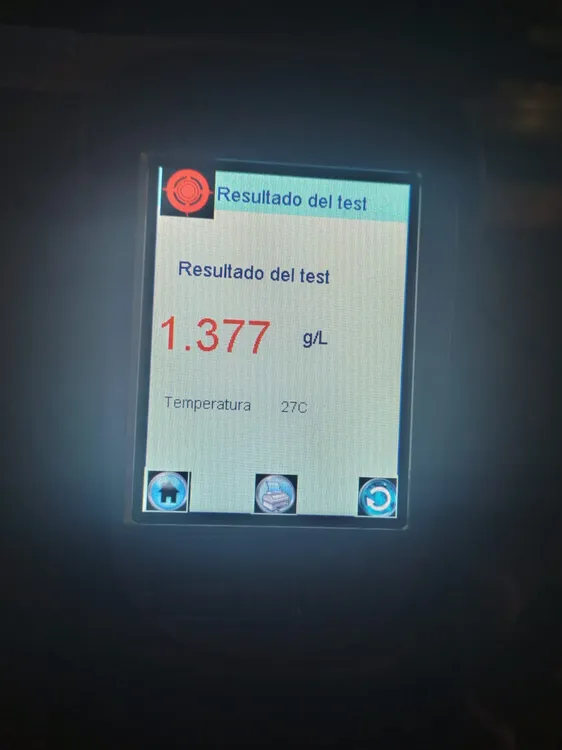 Resultado del test
Resultado del test
1.377 g/L
Temperatura 27C